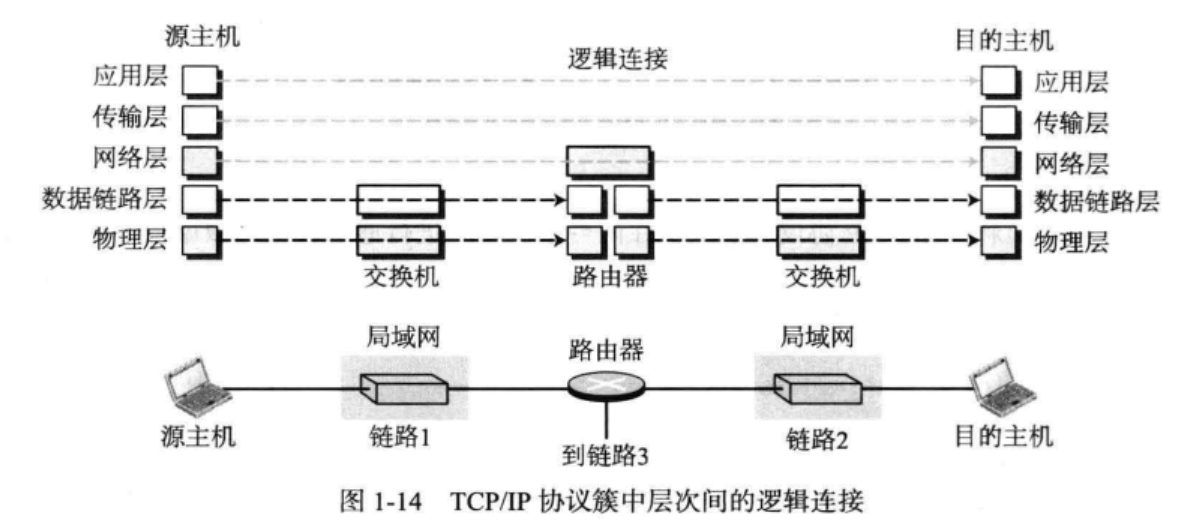 源主机
逻辑连接
目的主机
应用层
应用层
传输层
传输层
网络层
网络层
数据链路层
数据链路层
物理层
物理层
交换机
路由器
交换机
局域网
路由器
局域网
源主机
链路1
到链路3
链路2
目的主机
图 1-14 TCP/IP 协议簇中层次间的逻辑连接